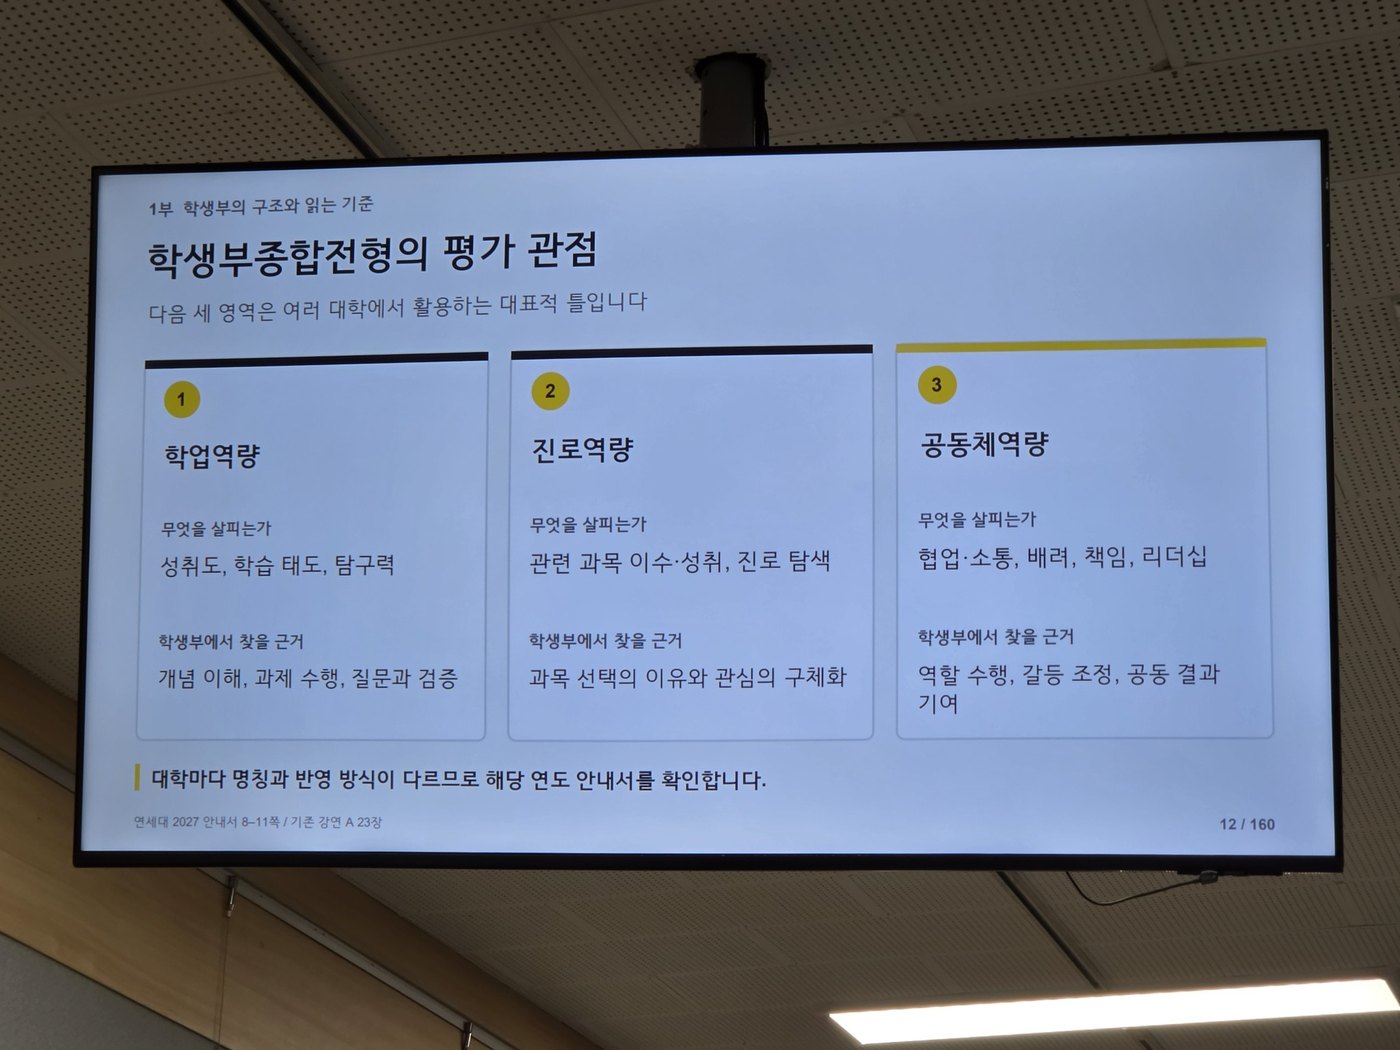 1부 학생부의 구조와 읽는 기준
학생부종합전형의 평가 관점
다음 세 영역은 여러 대학에서 활용하는 대표적 틀입니다
1
학업역량
무엇을 살피는가
성취도, 학습 태도, 탐구력
학생부에서 찾을 근거
개념 이해, 과제 수행, 질문과 검증
2
진로역량
무엇을 살피는가
관련 과목 이수·성취, 진로 탐색
학생부에서 찾을 근거
과목 선택의 이유와 관심의 구체화
3
공동체역량
무엇을 살피는가
협업·소통, 배려, 책임, 리더십
학생부에서 찾을 근거
역할 수행, 갈등 조정, 공동 결과
기여
대학마다 명칭과 반영 방식이 다르므로 해당 연도 안내서를 확인합니다.
연세대 2027 안내서 8–11쪽 / 기존 강연 A 23장
12 / 160